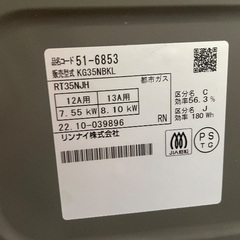 品名コード 51-6853
販売型式 KG35NBKL
RT35NJH 都市ガス
12A用 13A用
7.55 kW 8.10 kW
22.10-039896 RN
リンナイ株式会社
区分名 C
効率56.3 %
区分名 J
効率 180 Wh
JIA認証
PS
TG